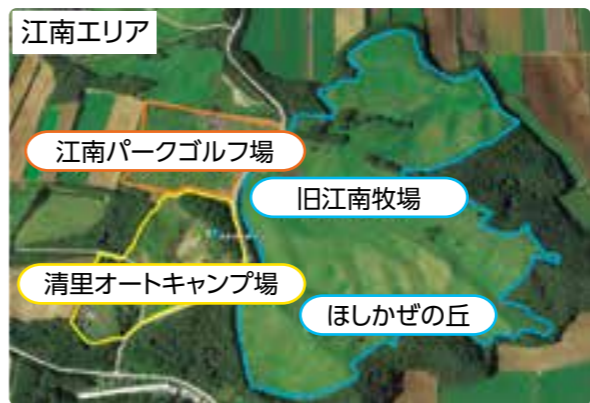 江南エリア
江南パークゴルフ場
旧江南牧場
清里オートキャンプ場
ほしかぜの丘